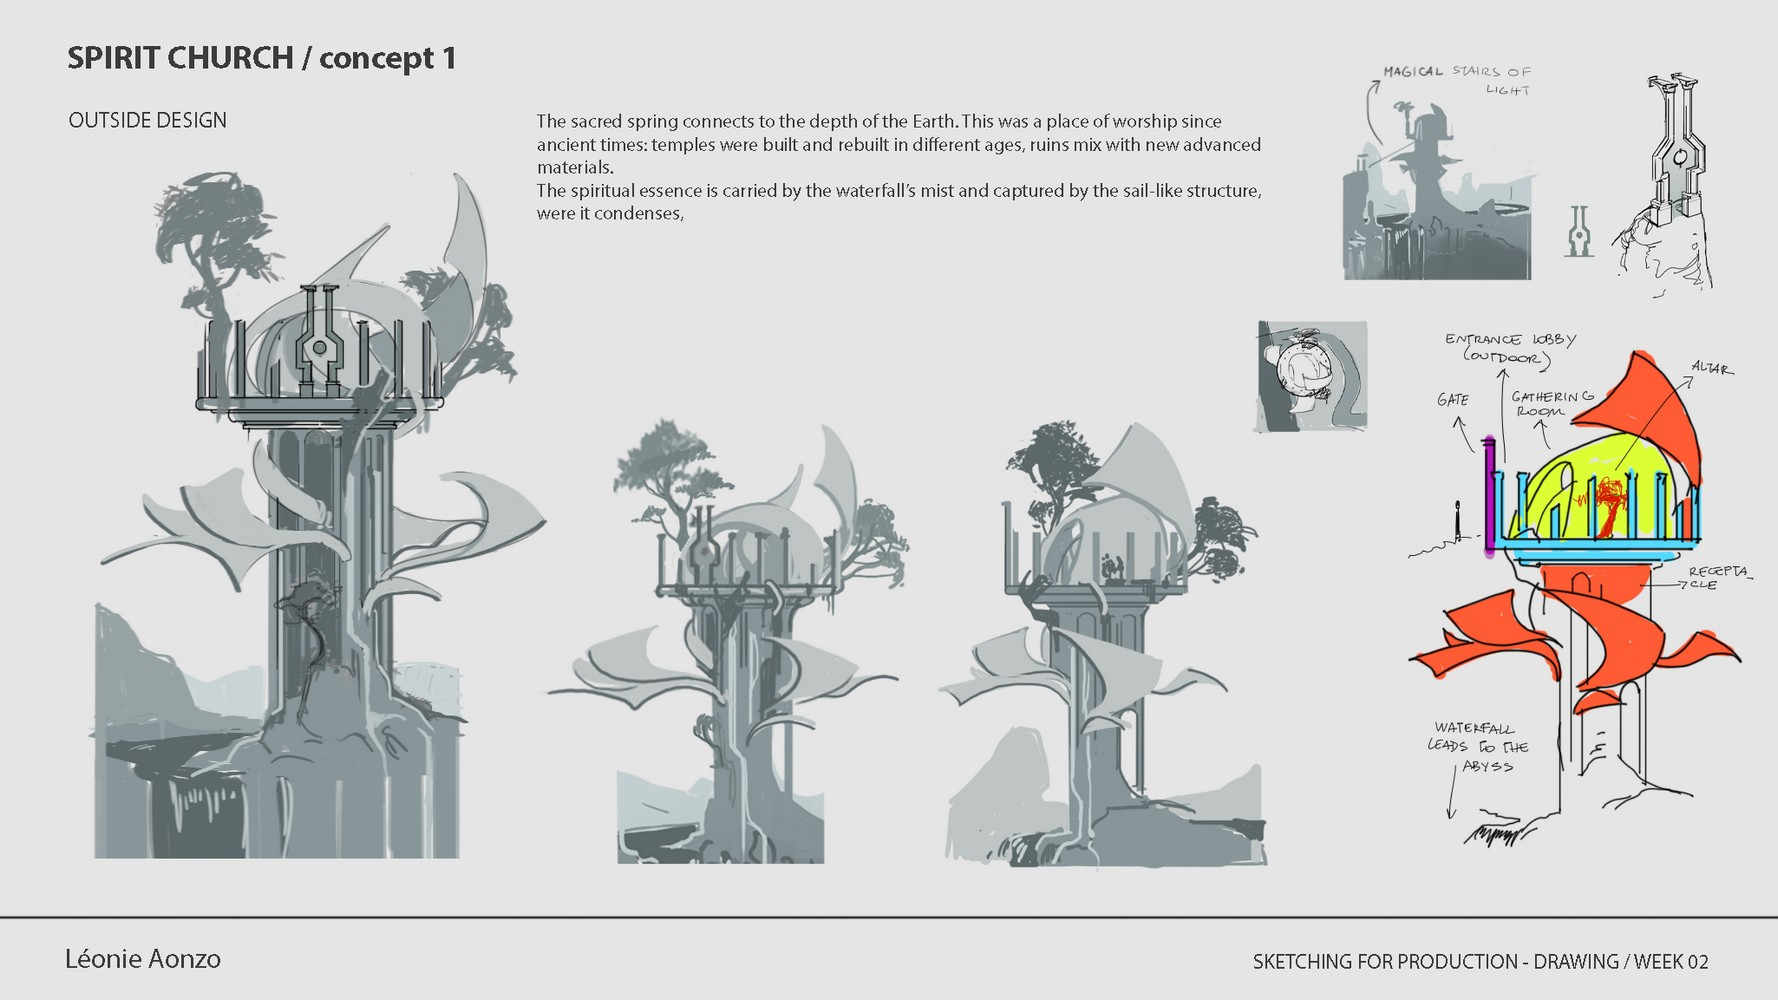 SPIRIT CHURCH / concept 1
OUTSIDE DESIGN
The sacred spring connects to the depth of the Earth. This was a place of worship since
ancient times: temples were built and rebuilt in different ages, ruins mix with new advanced
materials.
The spiritual essence is carried by the waterfall's mist and captured by the sail-like structure,
were it condenses,
MAGICAL STAIRS OF
LIGHT
ENTRANCE LOBBY
(OUTDOOR)
ALTAR
GATE
GATHERING
ROOM
RECEPTA_
CLE
WATERFALL
LEADS TO THE
ABYSS
Léonie Aonzo
SKETCHING FOR PRODUCTION - DRAWING / WEEK 02